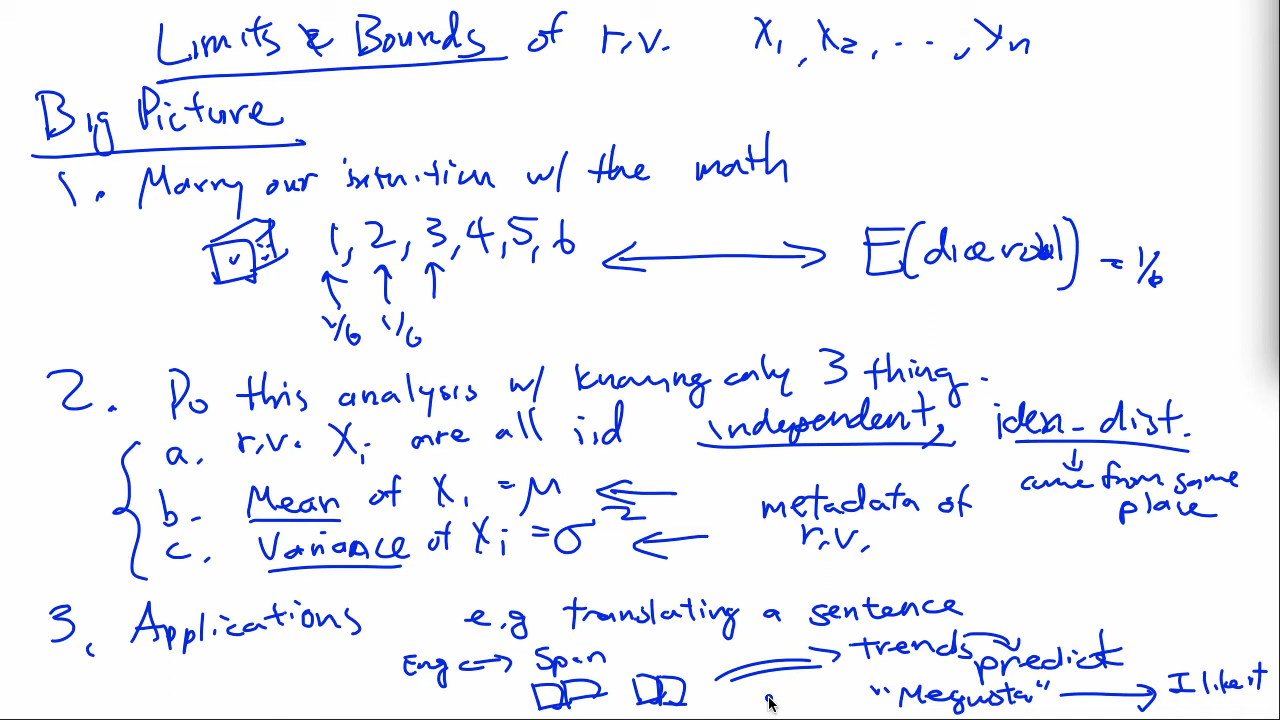 Limits & Bounds of r.v. X1, X2, ..., Xn
Big Picture
1. Marry our intuition w/ the math
1, 2, 3, 4, 5, 6 E(dice roll) = 1/6
1/6 1/6
2. Do this analysis w/ knowing only 3 thing.
a. r.v. Xi are all iid independent, iden. dist.
came from same
place
b. Mean of Xi = μ metadata of
c. Variance of Xi = σ² r.v.
3. Applications e.g translating a sentence
Eng Span trends predict
"Me gusta" I like it